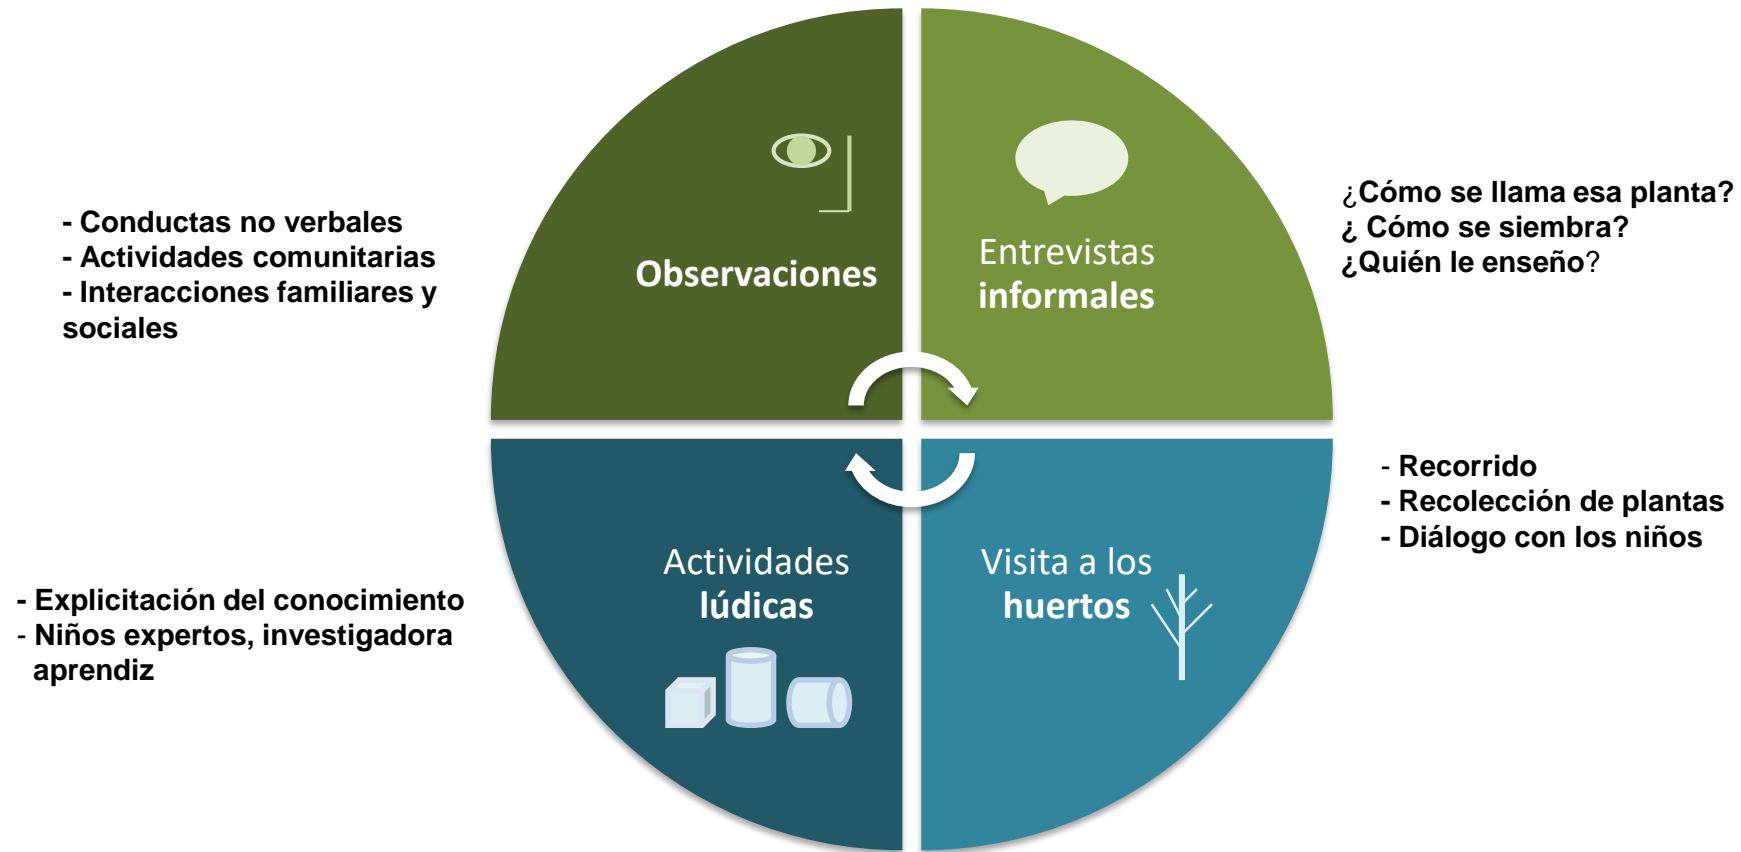 - Conductas no verbales
- Actividades comunitarias
- Interacciones familiares y
sociales
Observaciones
Entrevistas
informales
¿Cómo se llama esa planta?
¿ Cómo se siembra?
¿Quién le enseño?
- Explicitación del conocimiento
- Niños expertos, investigadora
aprendiz
Actividades
lúdicas
Visita a los
huertos
- Recorrido
- Recolección de plantas
- Diálogo con los niños